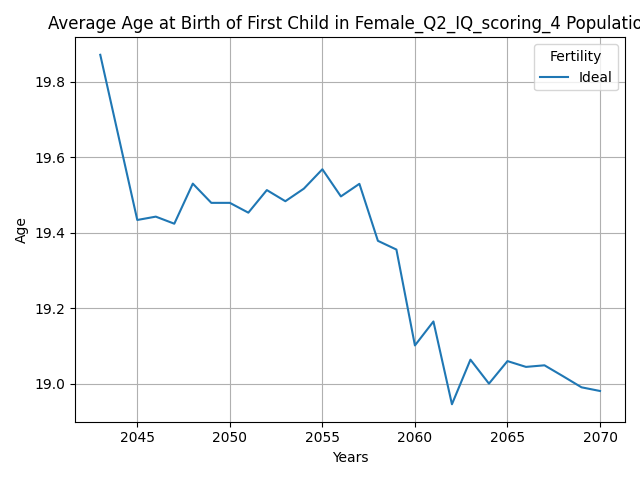 Average Age at Birth of First Child in Female_Q2_IQ_scoring_4 Populatio
Fertility
Ideal
19.8
19.6
19.4
19.2
19.0
Age
2045 2050 2055 2060 2065 2070
Years